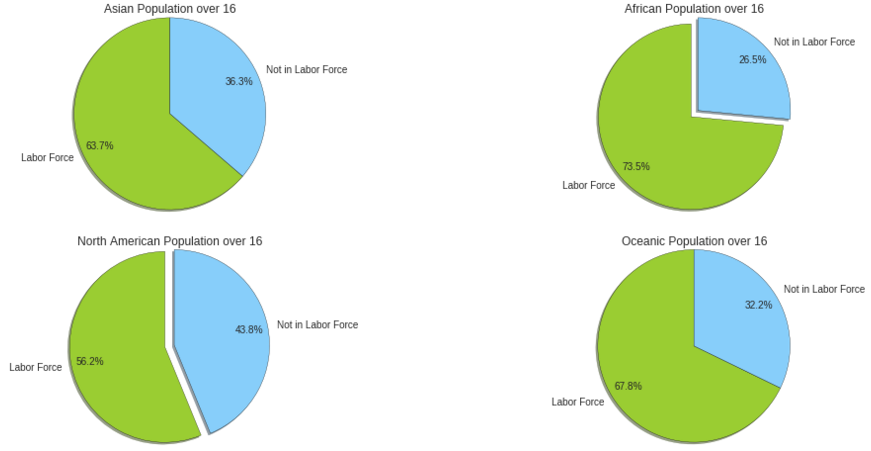 Asian Population over 16
Not in Labor Force
36.3%
63.7%
Labor Force
African Population over 16
Not in Labor Force
26.5%
73.5%
Labor Force
North American Population over 16
Not in Labor Force
43.8%
56.2%
Labor Force
Oceanic Population over 16
Not in Labor Force
32.2%
67.8%
Labor Force